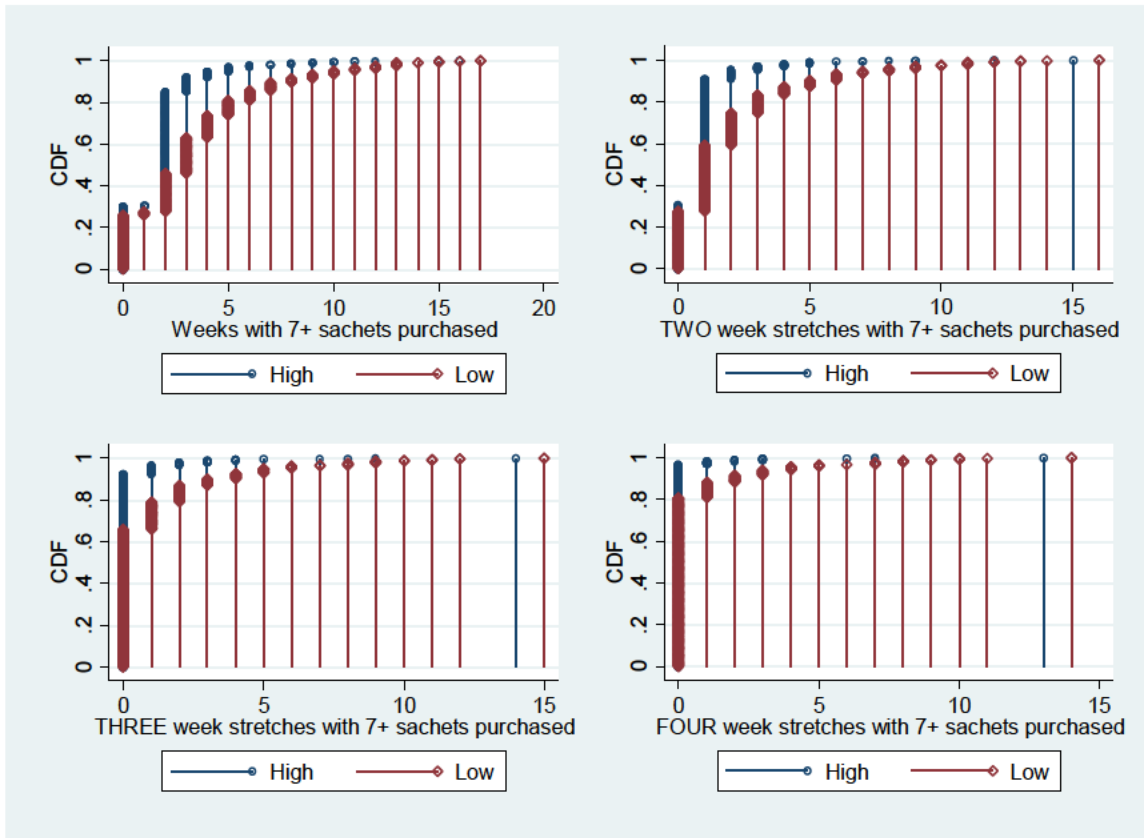 CDF
0 .2 .4 .6 .8 1
0 5 10 15 20
Weeks with 7+ sachets purchased
High Low
CDF
0 .2 .4 .6 .8 1
0 5 10 15
TWO week stretches with 7+ sachets purchased
High Low
CDF
0 .2 .4 .6 .8 1
0 5 10 15
THREE week stretches with 7+ sachets purchased
High Low
CDF
0 .2 .4 .6 .8 1
0 5 10 15
FOUR week stretches with 7+ sachets purchased
High Low